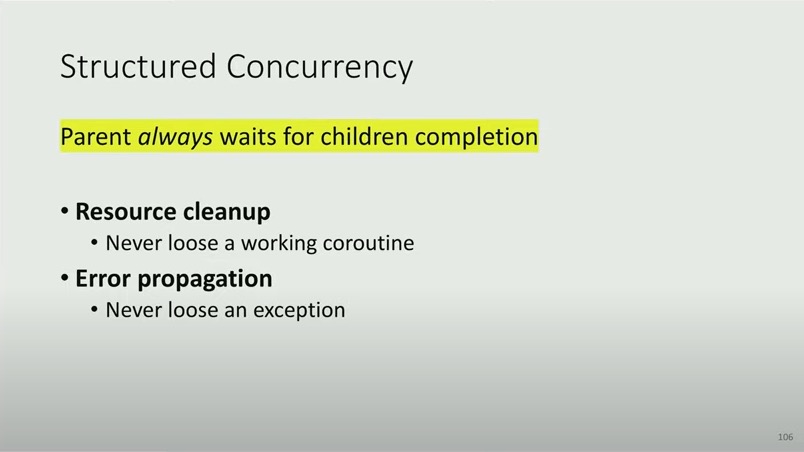 Structured Concurrency
Parent always waits for children completion
• Resource cleanup
• Never loose a working coroutine
• Error propagation
• Never loose an exception
106